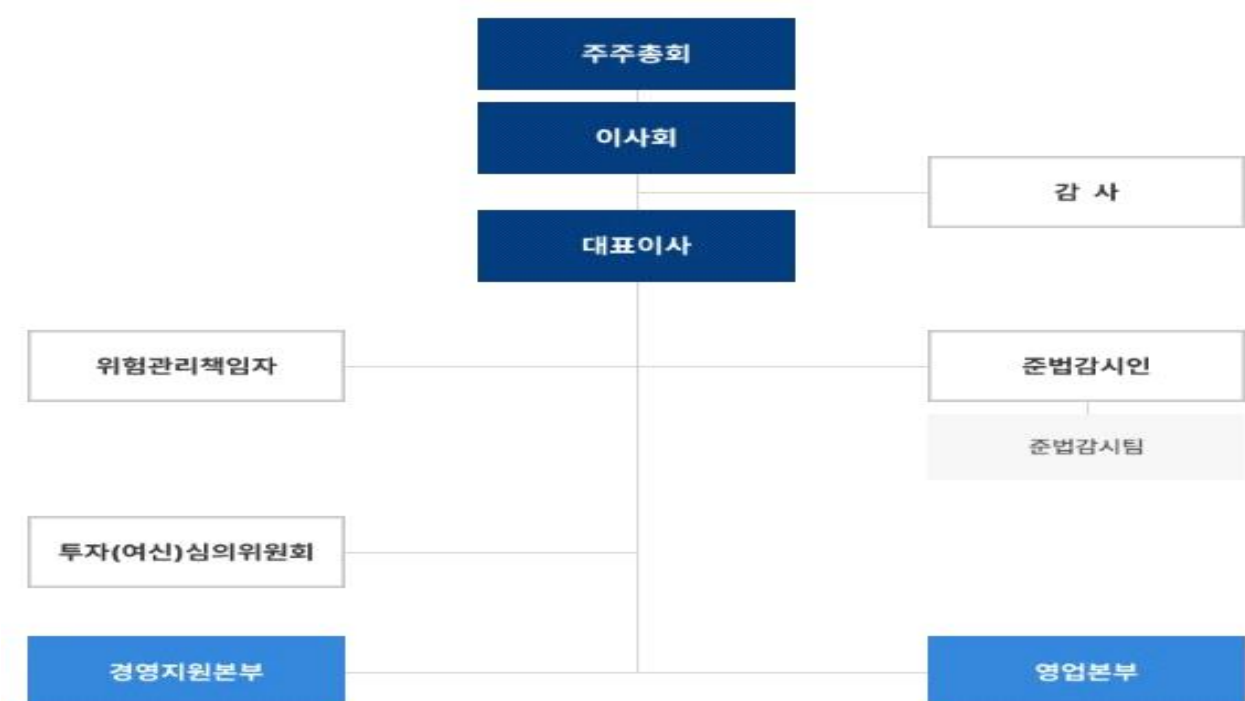 주주총회
이사회
감 사
대표이사
위험관리책임자
준법감시인
준법감시팀
투자(여신)심의위원회
경영지원본부
영업본부